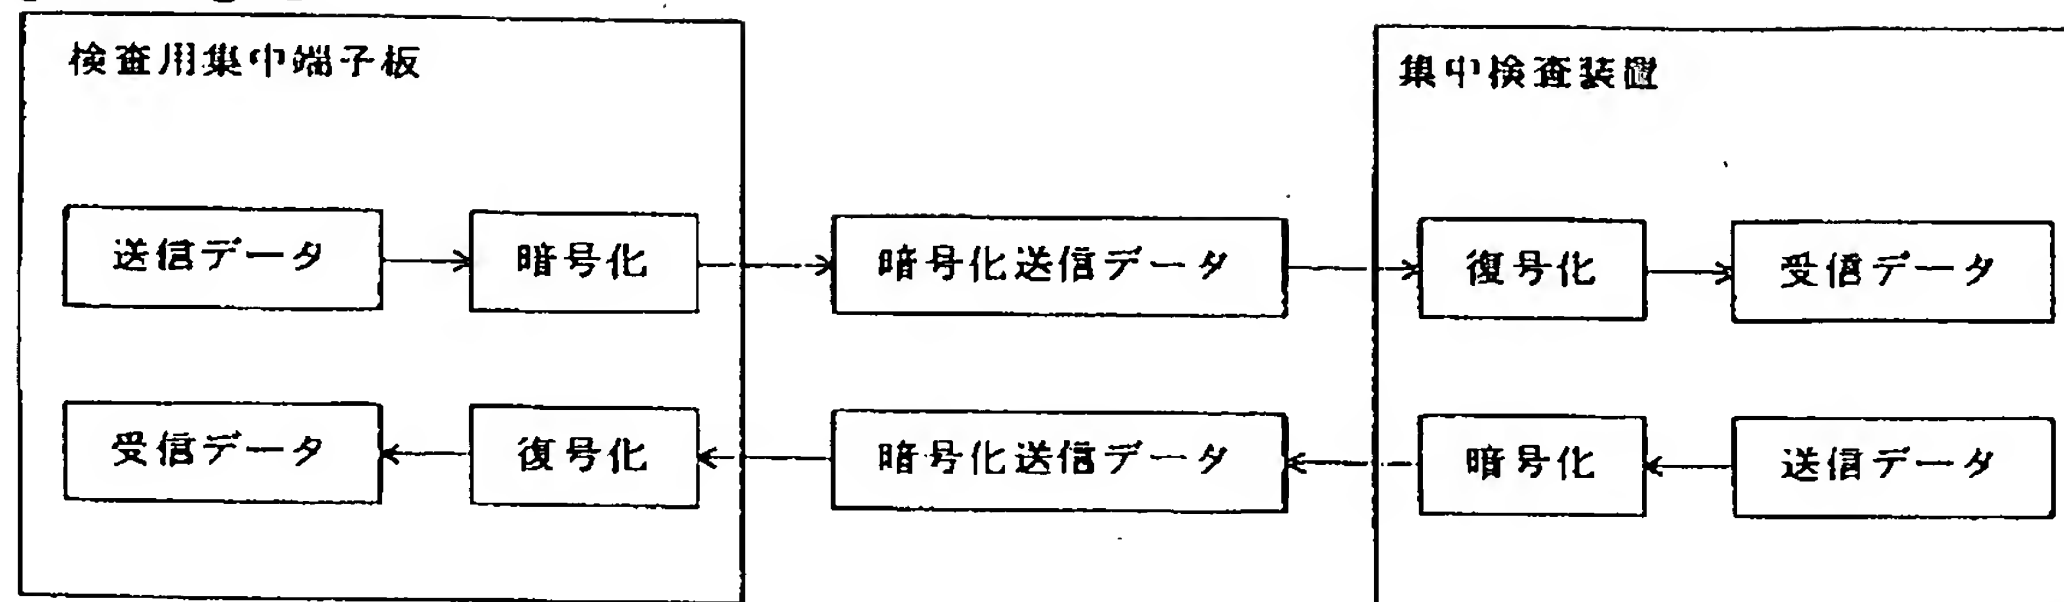 検査用集中端子板
集中検査装置
送信データ
暗号化
暗号化送信データ
復号化
受信データ
受信データ
復号化
暗号化送信データ
暗号化
送信データ